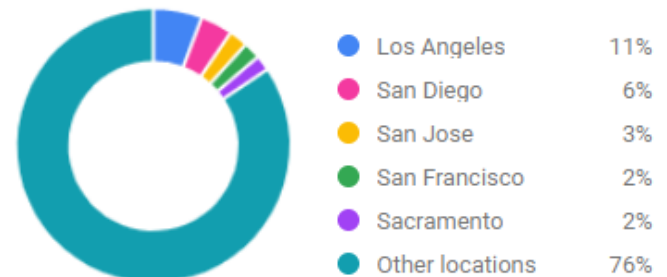 Los Angeles 11%
San Diego 6%
San Jose 3%
San Francisco 2%
Sacramento 2%
Other locations 76%